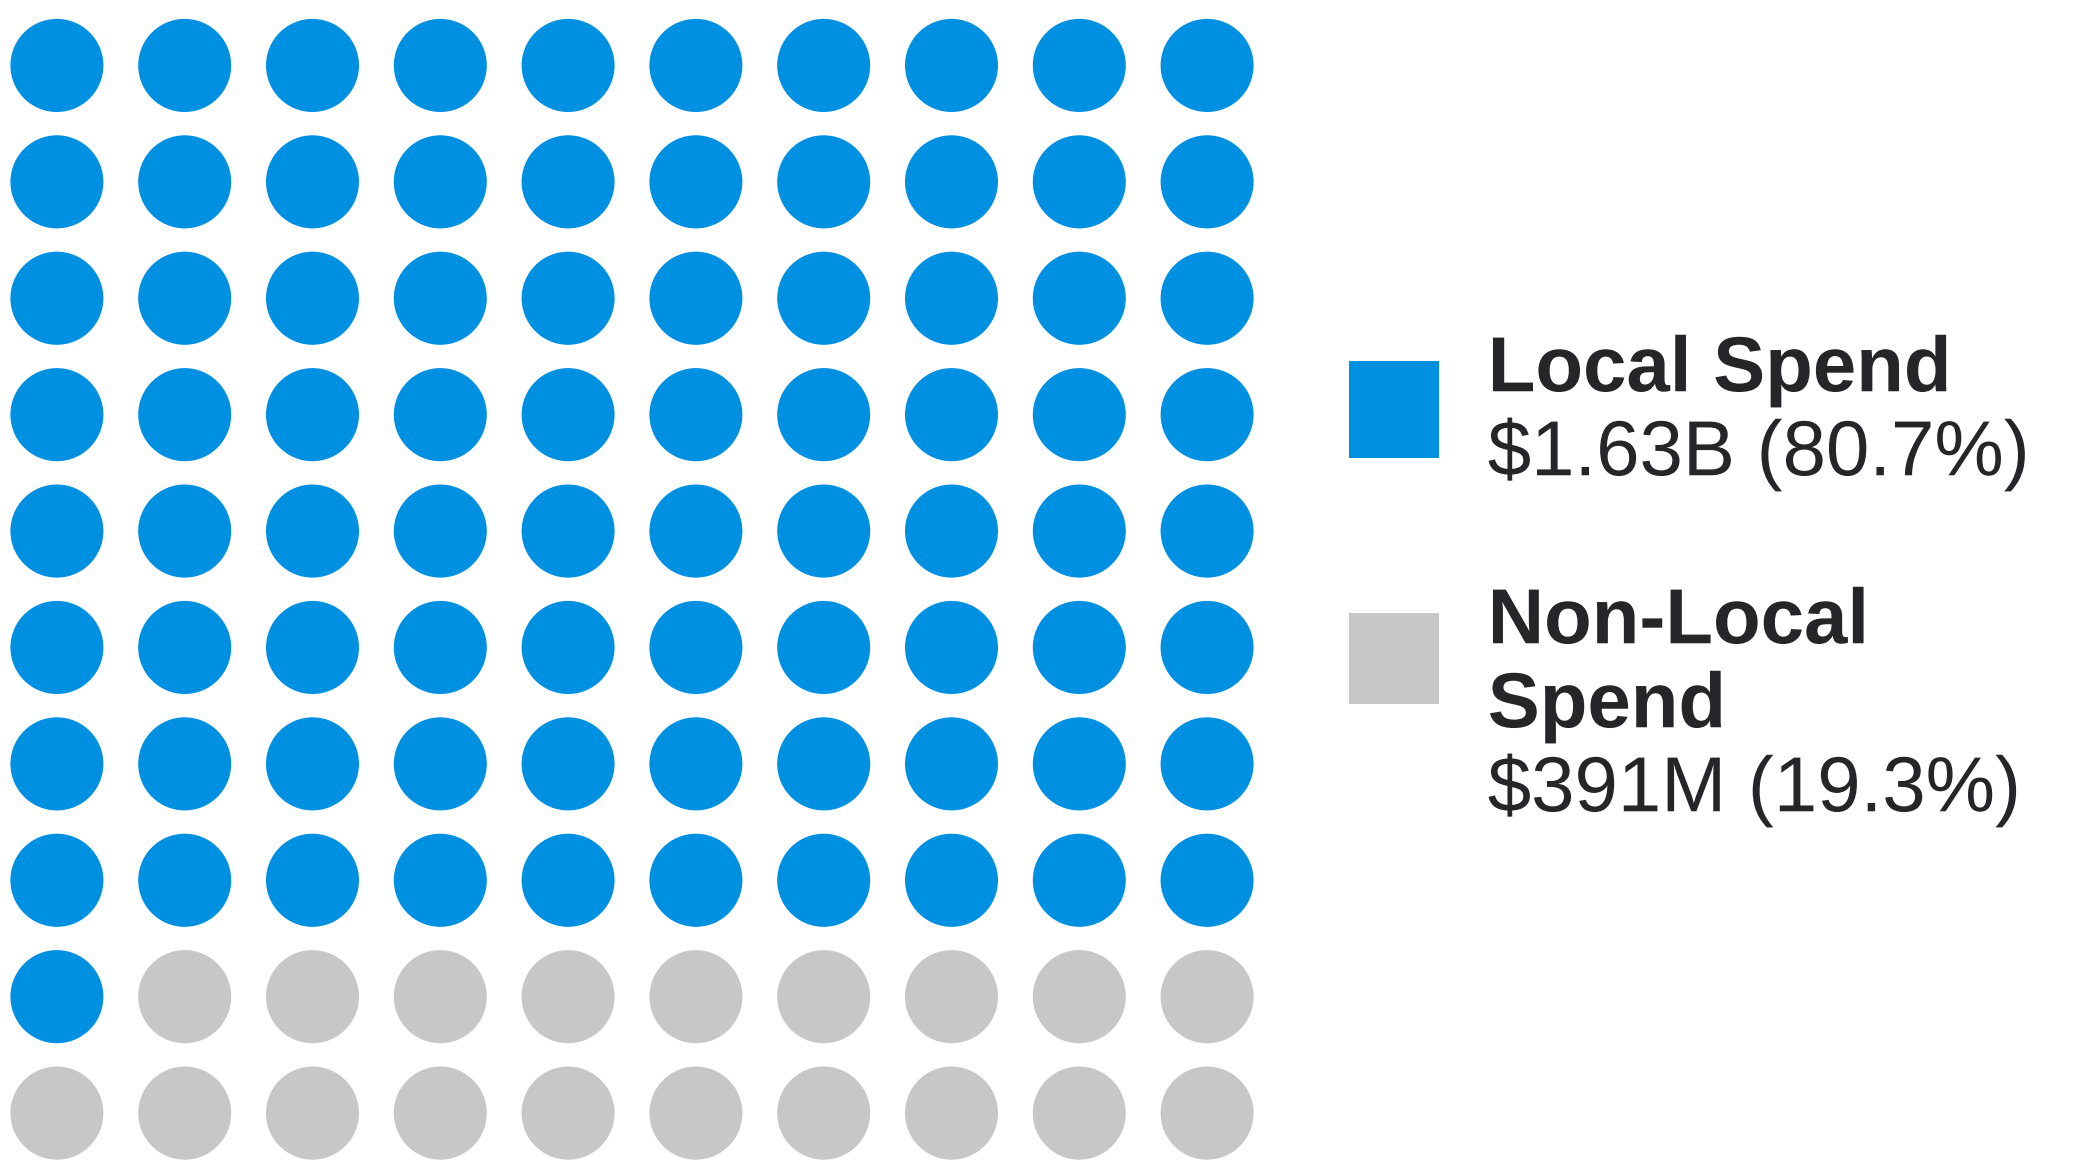 Local Spend
$1.63B (80.7%)
Non-Local
Spend
$391M (19.3%)